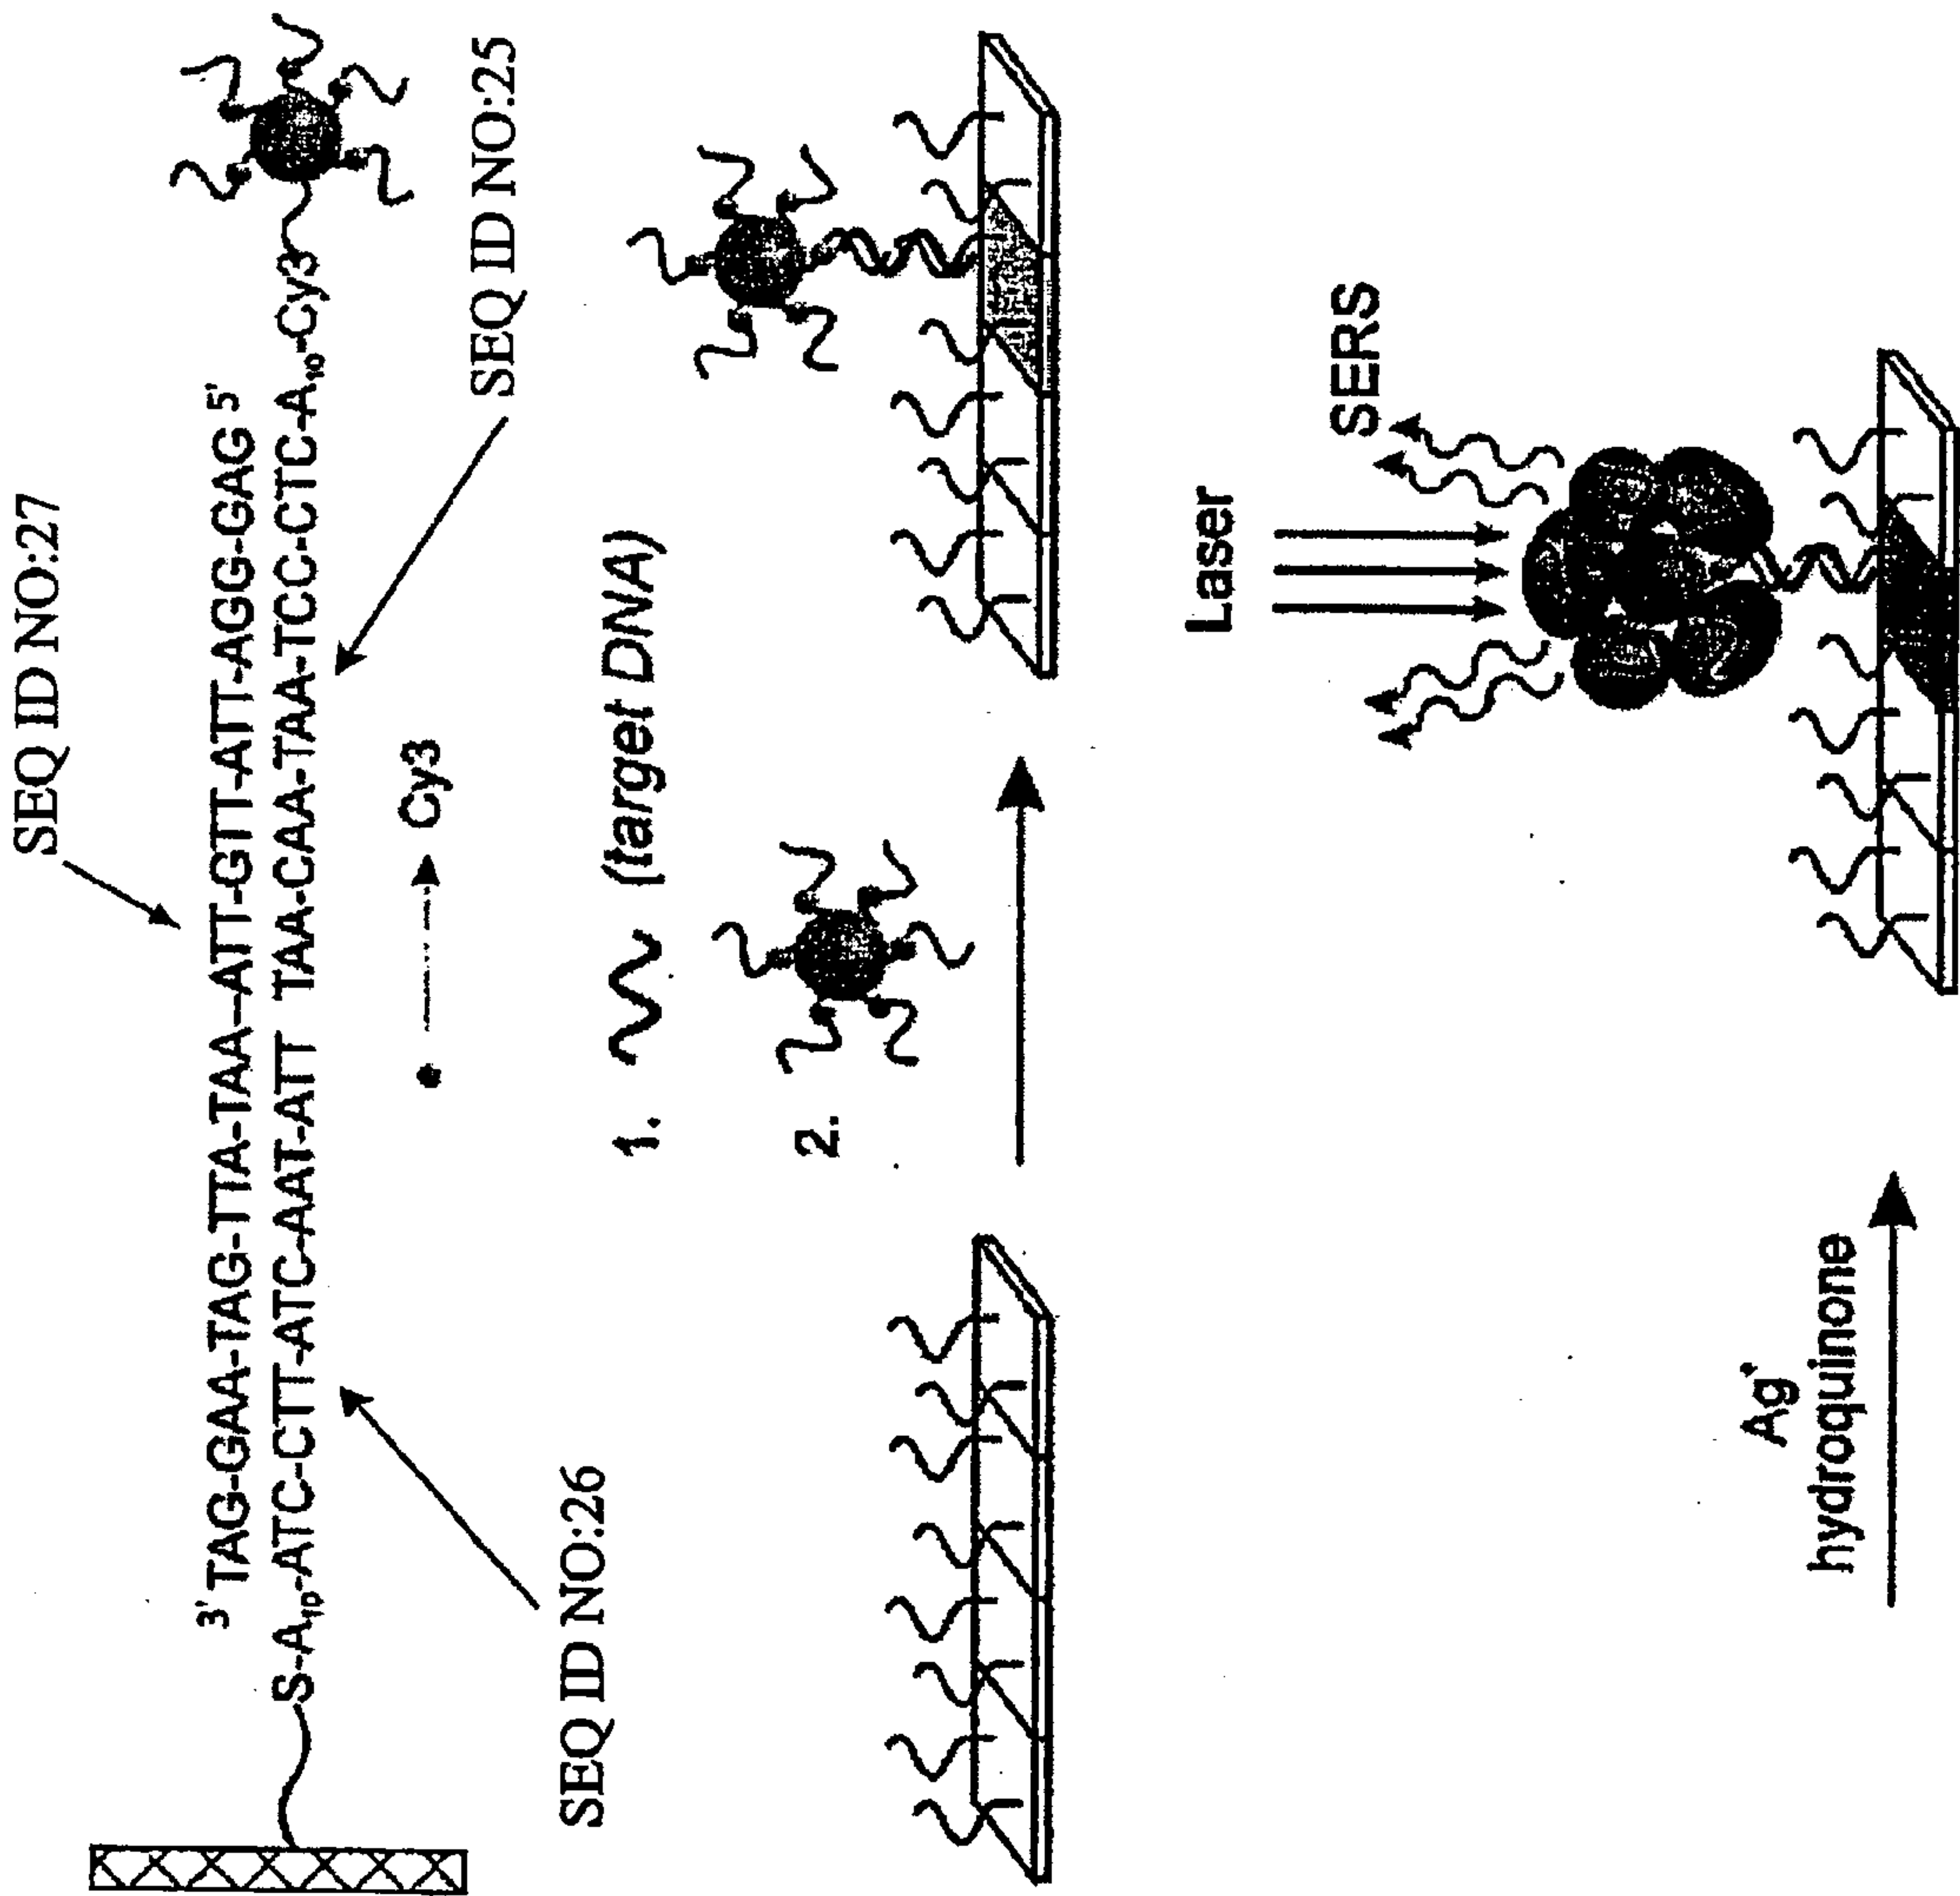 SEQ ID NO:27
3' TAG-GAA-TAG-TTA-TAA-ATT-GTT-ATT-AGG-GAG 5'
S-A10-ATC-CTT-ATC-AAT-ATT TAA-CAA-TAA-TCC-CTC-A10-Cy3
SEQ ID NO:26
SEQ ID NO:25
Cy3
1. (target DNA)
2.
Ag+
hydroquinone
Laser
SERS